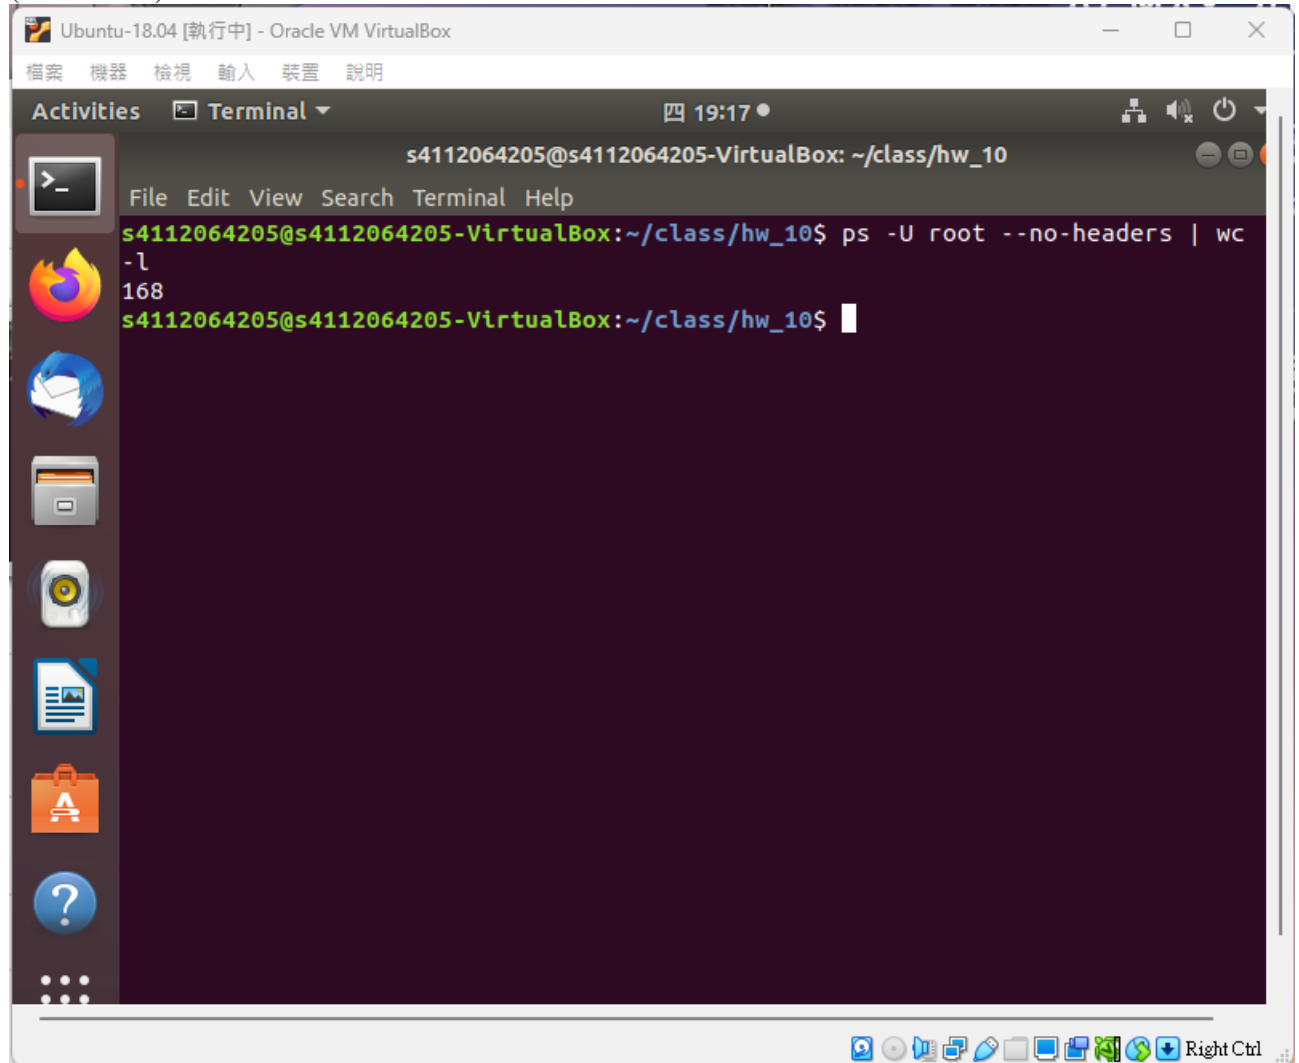 Ubuntu-18.04 [執行中] - Oracle VM VirtualBox
檔案 機器 檢視 輸入 裝置 說明
Activities Terminal 四 19:17
s4112064205@s4112064205-VirtualBox: ~/class/hw_10
File Edit View Search Terminal Help
s4112064205@s4112064205-VirtualBox:~/class/hw_10$ ps -U root --no-headers | wc
-l
168
s4112064205@s4112064205-VirtualBox:~/class/hw_10$
Right Ctrl